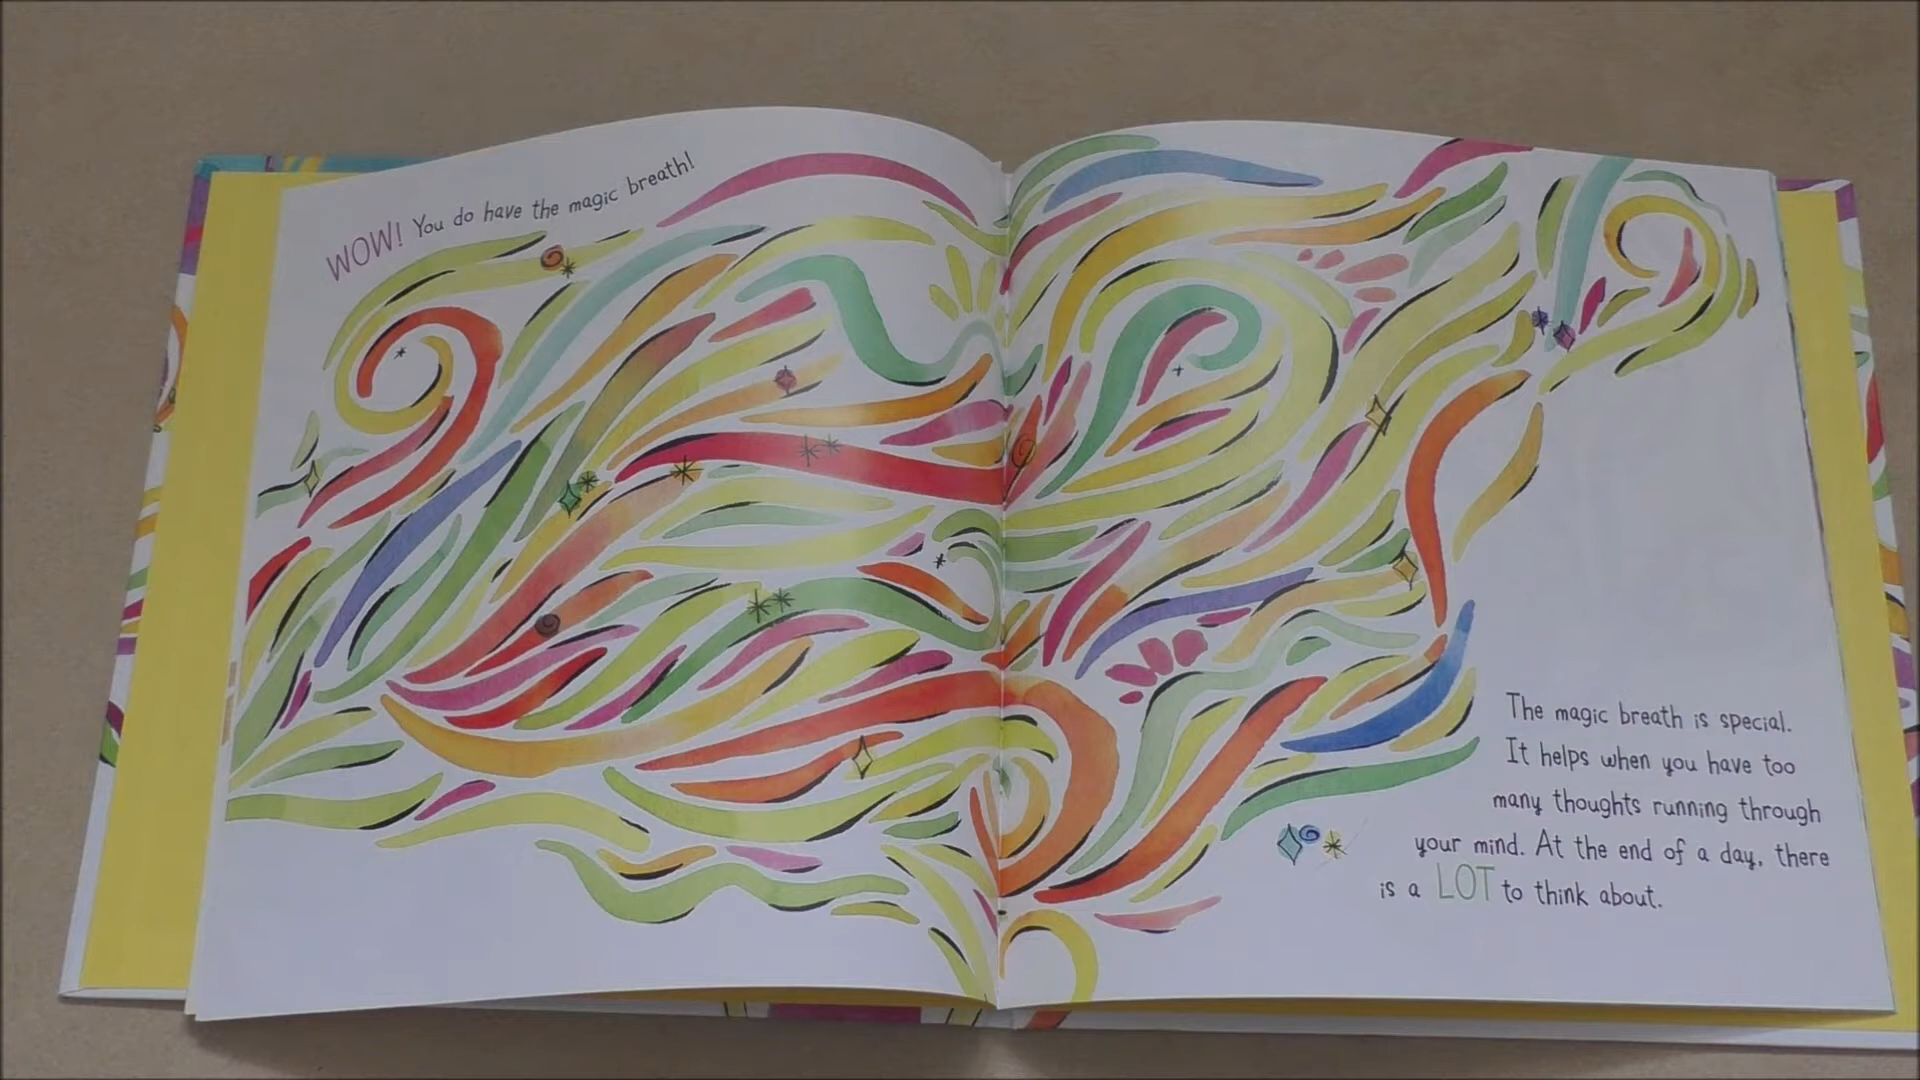 WOW! You do have the magic breath!
The magic breath is special.
It helps when you have too
many thoughts running through
your mind. At the end of a day, there
is a LOT to think about.